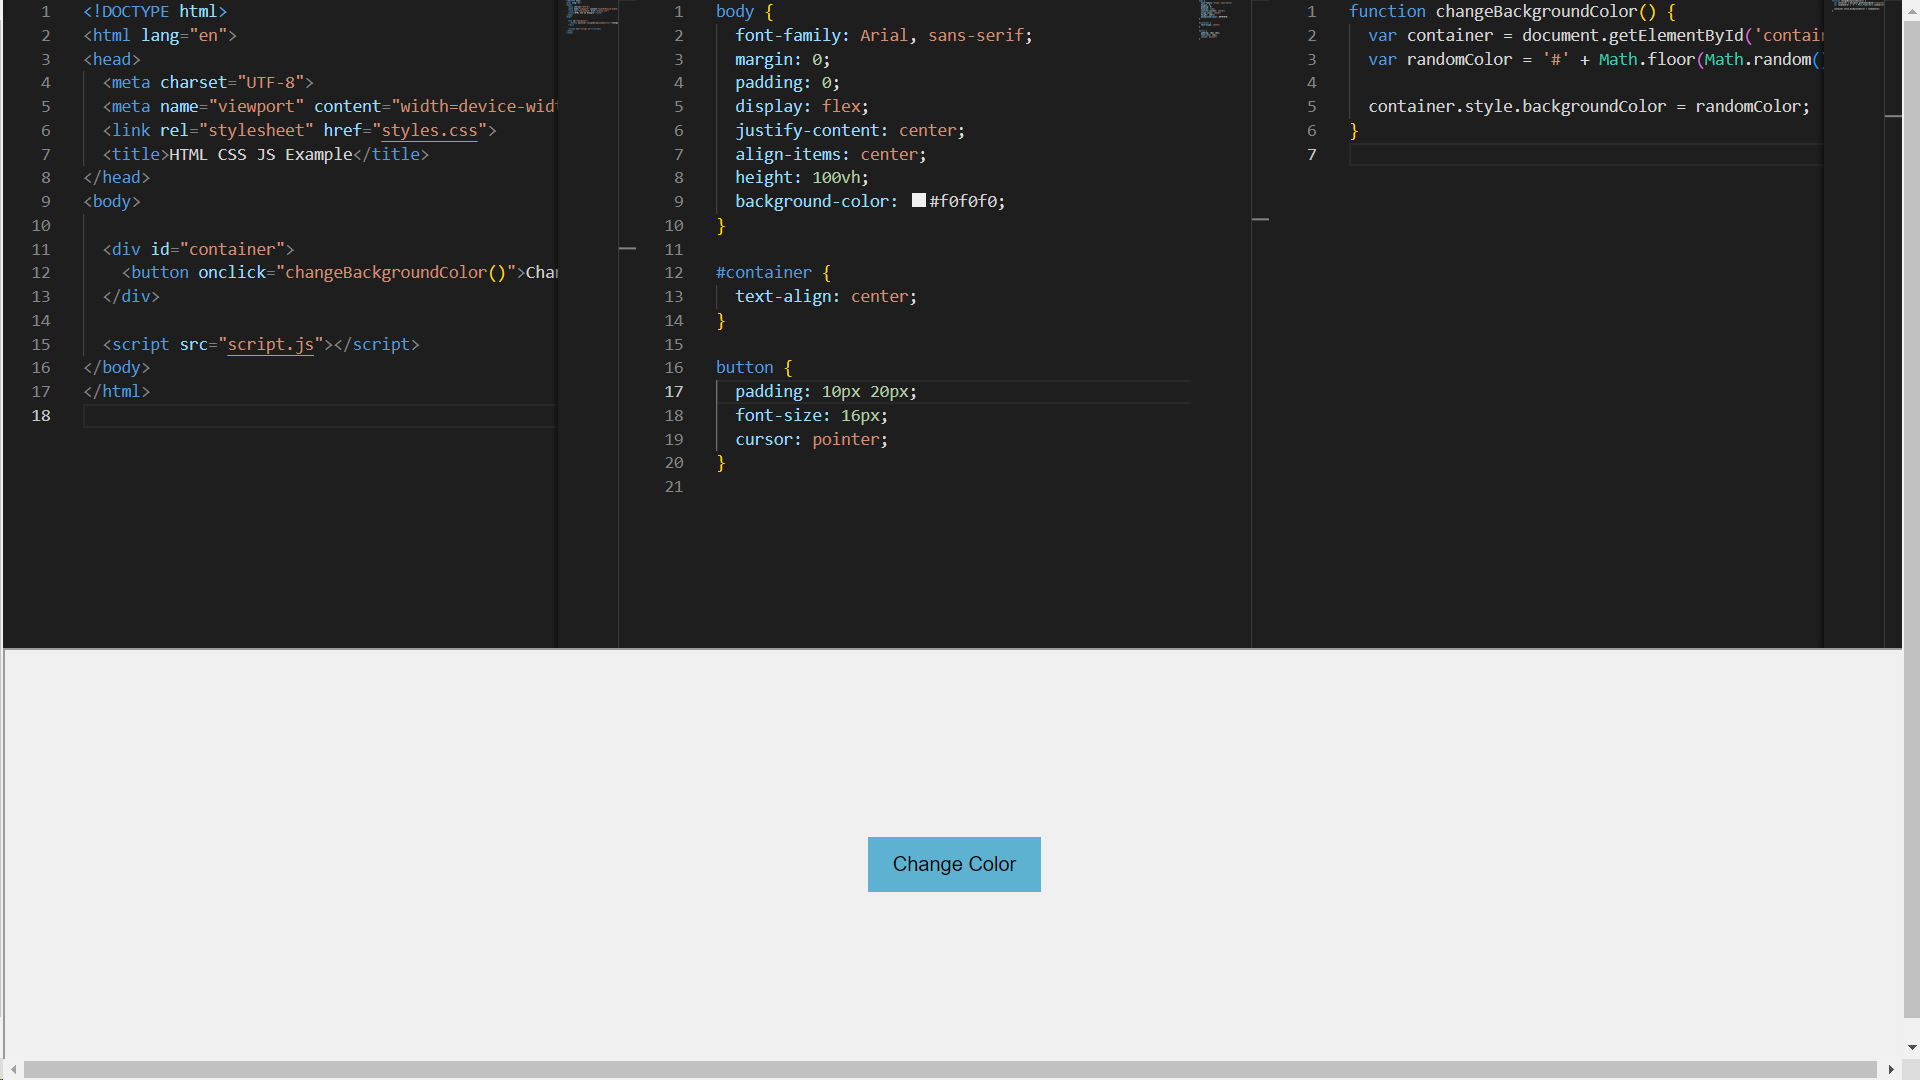 1 <!DOCTYPE html>
2 <html lang="en">
3 <head>
4 <meta charset="UTF-8">
5 <meta name="viewport" content="width=device-wid
6 <link rel="stylesheet" href="styles.css">
7 <title>HTML CSS JS Example</title>
8 </head>
9 <body>
10
11 <div id="container">
12 <button onclick="changeBackgroundColor()">Cha
13 </div>
14
15 <script src="script.js"></script>
16 </body>
17 </html>
18
1 body {
2 font-family: Arial, sans-serif;
3 margin: 0;
4 padding: 0;
5 display: flex;
6 justify-content: center;
7 align-items: center;
8 height: 100vh;
9 background-color: #f0f0f0;
10 }
11
12 #container {
13 text-align: center;
14 }
15
16 button {
17 padding: 10px 20px;
18 font-size: 16px;
19 cursor: pointer;
20 }
21
1 function changeBackgroundColor() {
2 var container = document.getElementById('contai
3 var randomColor = '#' + Math.floor(Math.random()
4
5 container.style.backgroundColor = randomColor;
6 }
7
Change Color